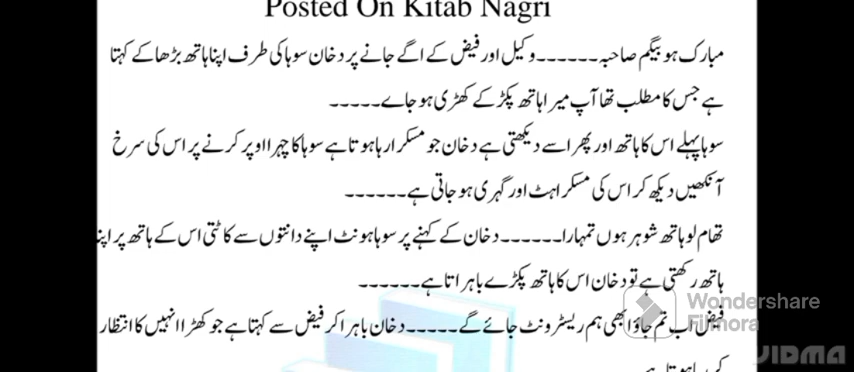 Posted On Kitab Nagri
مبارک ہو بیگم صاحبہ۔۔۔۔۔۔وکیل اور فیض کے اگے جانے پر دخان سوہا کی طرف اپنا ہاتھ بڑھا کے کہتا
ہے جس کا مطلب تھا آپ میرا ہاتھ پکڑ کے کھڑی ہو جاے۔۔۔۔۔
سوہا پہلے اس کا ہاتھ اور پھر اسے دیکھتی ہے دخان جو مسکرا رہا ہوتا ہے سوہا کا چہرا اوپر کرنے پر اس کی سرخ
آنکھیں دیکھ کر اس کی مسکراہٹ اور گہری ہو جاتی ہے۔۔۔۔۔۔
تھام لو ہاتھ شوہر ہوں تمہارا۔۔۔۔۔۔دخان کے کہنے پر سوہا ہونٹ اپنے دانتوں سے کاٹتی اس کے ہاتھ پر اپنا
ہاتھ رکھتی ہے تو دخان اس کا ہاتھ پکڑے باہر اتا ہے۔۔۔۔۔۔
فیض اب تم جاؤ ابھی ہم ریسٹرونٹ جائے گے۔۔۔۔۔دخان باہر اکر فیض سے کہتا ہے جو کھڑا انہیں کا انتظار
Wondershare
Filmora
VIDMA